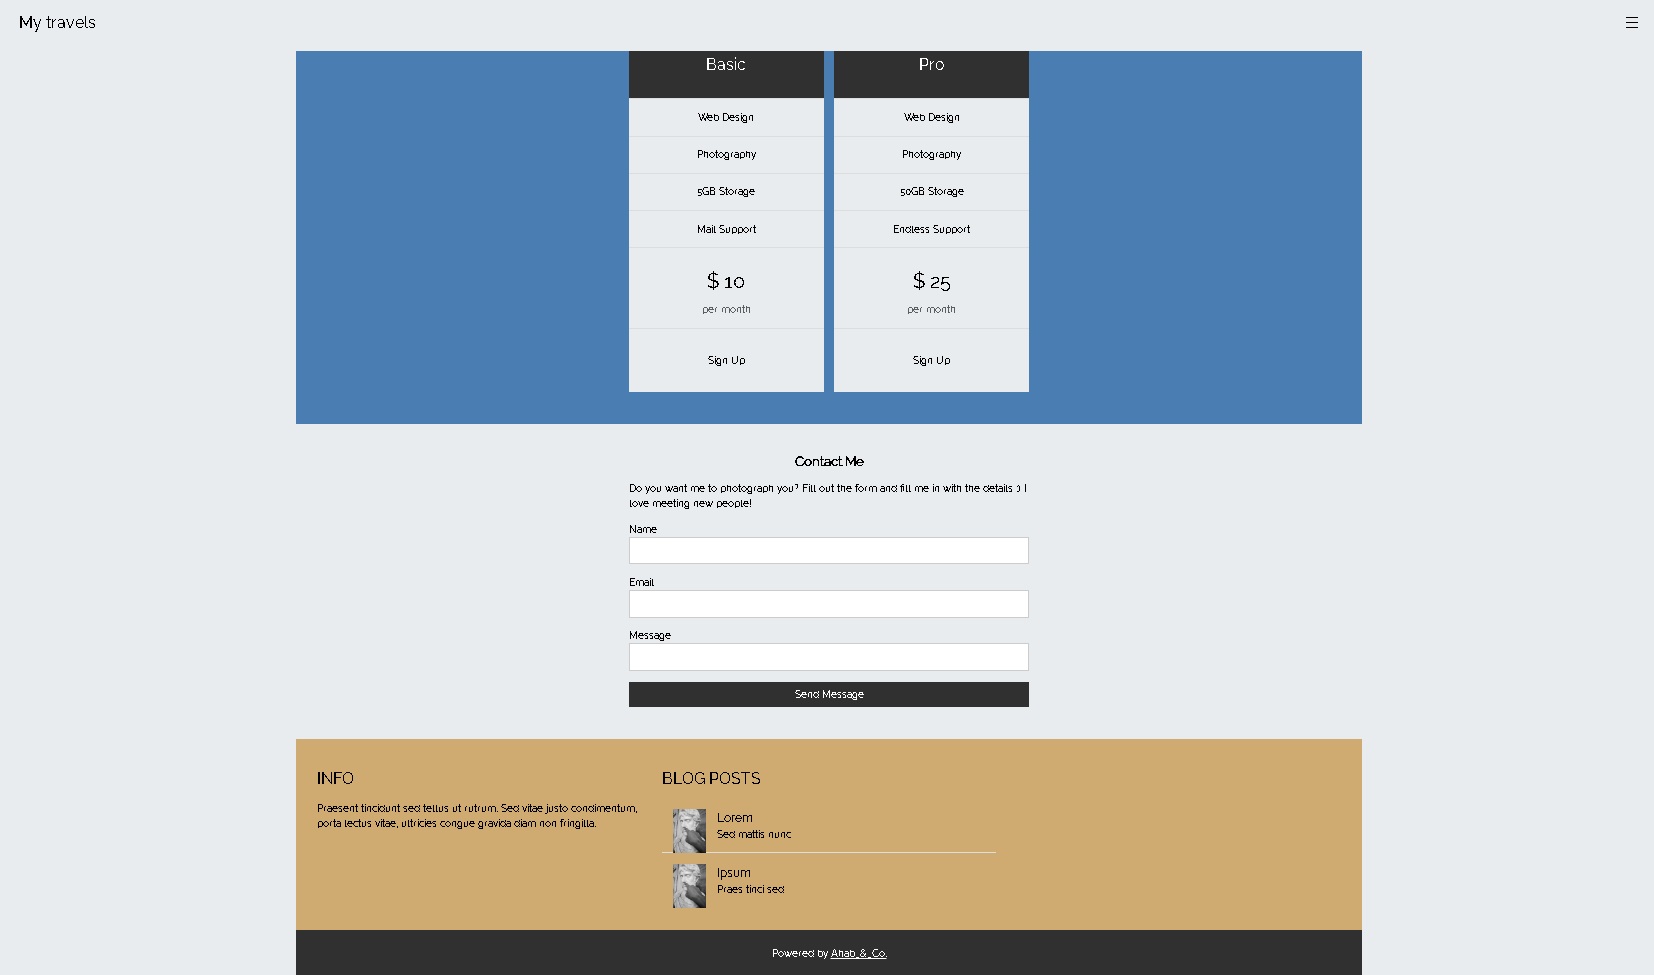 My travels
Basic
Pro
Web Design
Web Design
Photography
Photography
5GB Storage
50GB Storage
Mail Support
Endless Support
$ 10
$ 25
per month
per month
Sign Up
Sign Up
Contact Me
Do you want me to photograph you? Fill out the form and fill me in with the details :) I
love meeting new people!
Name
Email
Message
Send Message
INFO
Praesent tincidunt sed tellus ut rutrum. Sed vitae justo condimentum,
porta lectus vitae, ultricies congue gravida diam non fringilla.
BLOG POSTS
Lorem
Sed mattis nunc
Ipsum
Praes tinci sed
Powered by Ahab_&_Co.